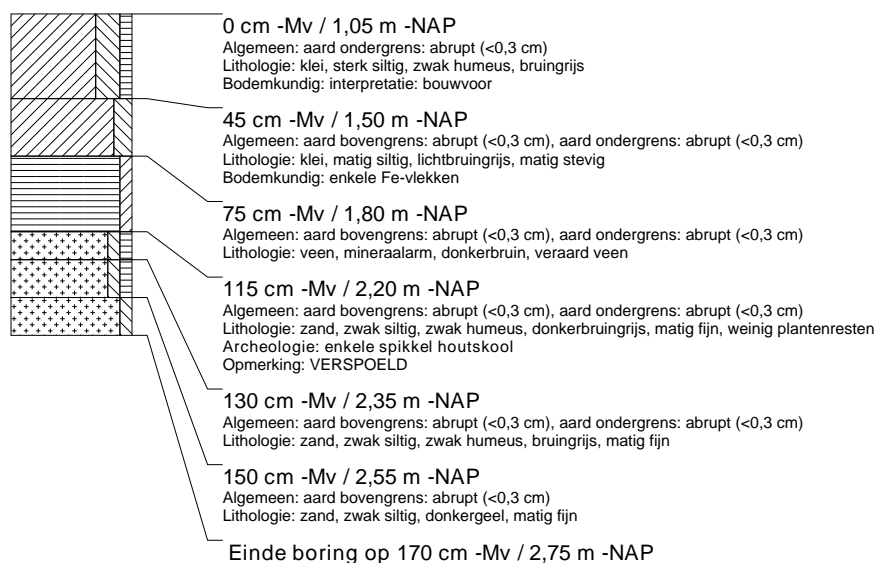 0 cm -Mv / 1,05 m -NAP
Algemeen: aard ondergrens: abrupt (<0,3 cm)
Lithologie: klei, sterk siltig, zwak humeus, bruingrijs
Bodemkundig: interpretatie: bouwvoor
45 cm -Mv / 1,50 m -NAP
Algemeen: aard bovengrens: abrupt (<0,3 cm), aard ondergrens: abrupt (<0,3 cm)
Lithologie: klei, matig siltig, lichtbruingrijs, matig stevig
Bodemkundig: enkele Fe-vlekken
75 cm -Mv / 1,80 m -NAP
Algemeen: aard bovengrens: abrupt (<0,3 cm), aard ondergrens: abrupt (<0,3 cm)
Lithologie: veen, mineraalarm, donkerbruin, veraard veen
115 cm -Mv / 2,20 m -NAP
Algemeen: aard bovengrens: abrupt (<0,3 cm), aard ondergrens: abrupt (<0,3 cm)
Lithologie: zand, zwak siltig, zwak humeus, donkerbruingrijs, matig fijn, weinig plantenresten
Archeologie: enkele spikkel houtskool
Opmerking: VERSPOELD
130 cm -Mv / 2,35 m -NAP
Algemeen: aard bovengrens: abrupt (<0,3 cm), aard ondergrens: abrupt (<0,3 cm)
Lithologie: zand, zwak siltig, zwak humeus, bruingrijs, matig fijn
150 cm -Mv / 2,55 m -NAP
Algemeen: aard bovengrens: abrupt (<0,3 cm)
Lithologie: zand, zwak siltig, donkergeel, matig fijn
Einde boring op 170 cm -Mv / 2,75 m -NAP